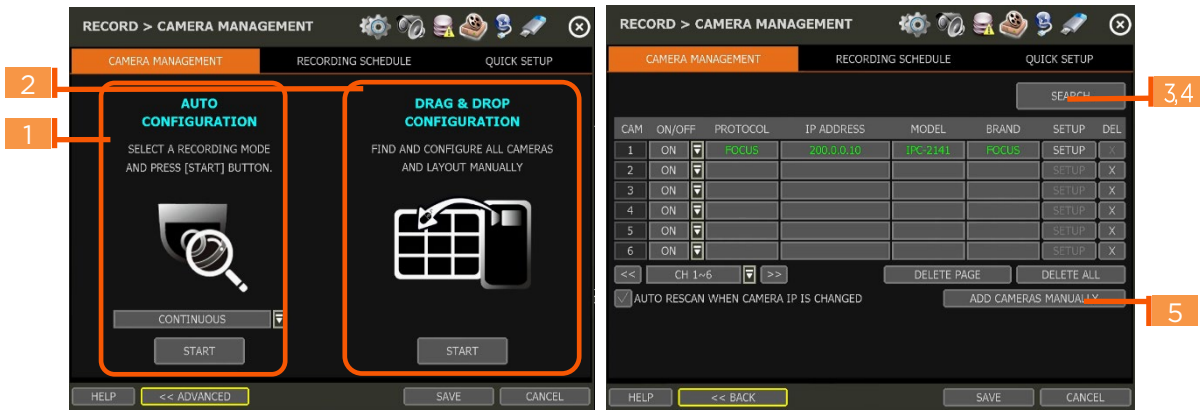 RECORD > CAMERA MANAGEMENT
CAMERA MANAGEMENT RECORDING SCHEDULE QUICK SETUP
2
1
AUTO
CONFIGURATION
SELECT A RECORDING MODE
AND PRESS [START] BUTTON.
CONTINUOUS
START
DRAG & DROP
CONFIGURATION
FIND AND CONFIGURE ALL CAMERAS
AND LAYOUT MANUALLY
START
HELP << ADVANCED SAVE CANCEL
RECORD > CAMERA MANAGEMENT
CAMERA MANAGEMENT RECORDING SCHEDULE QUICK SETUP
SEARCH 3,4
CAM ON/OFF PROTOCOL IP ADDRESS MODEL BRAND SETUP DEL
1 ON FOCUS 200.0.0.10 IPC-2141 FOCUS SETUP X
2 ON SETUP X
3 ON SETUP X
4 ON SETUP X
5 ON SETUP X
6 ON SETUP X
<< CH 1~6 >> DELETE PAGE DELETE ALL
AUTO RESCAN WHEN CAMERA IP IS CHANGED ADD CAMERAS MANUALLY
5
HELP << BACK SAVE CANCEL